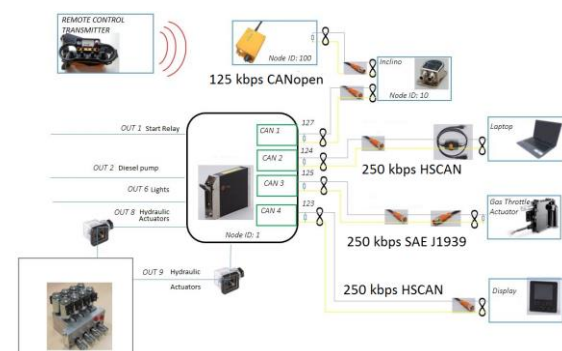 REMOTE CONTROL
TRANSMITTER
Node ID: 100
125 kbps CANopen
Inclino
Node ID: 10
OUT 1 Start Relay
OUT 2 Diesel pump
OUT 6 Lights
OUT 8 Hydraulic
Actuators
OUT 9 Hydraulic
Actuators
CAN 1
CAN 2
CAN 3
CAN 4
Node ID: 1
127
124
125
123
Laptop
250 kbps HSCAN
Gas Throttle
Actuator
250 kbps SAE J1939
250 kbps HSCAN
Display